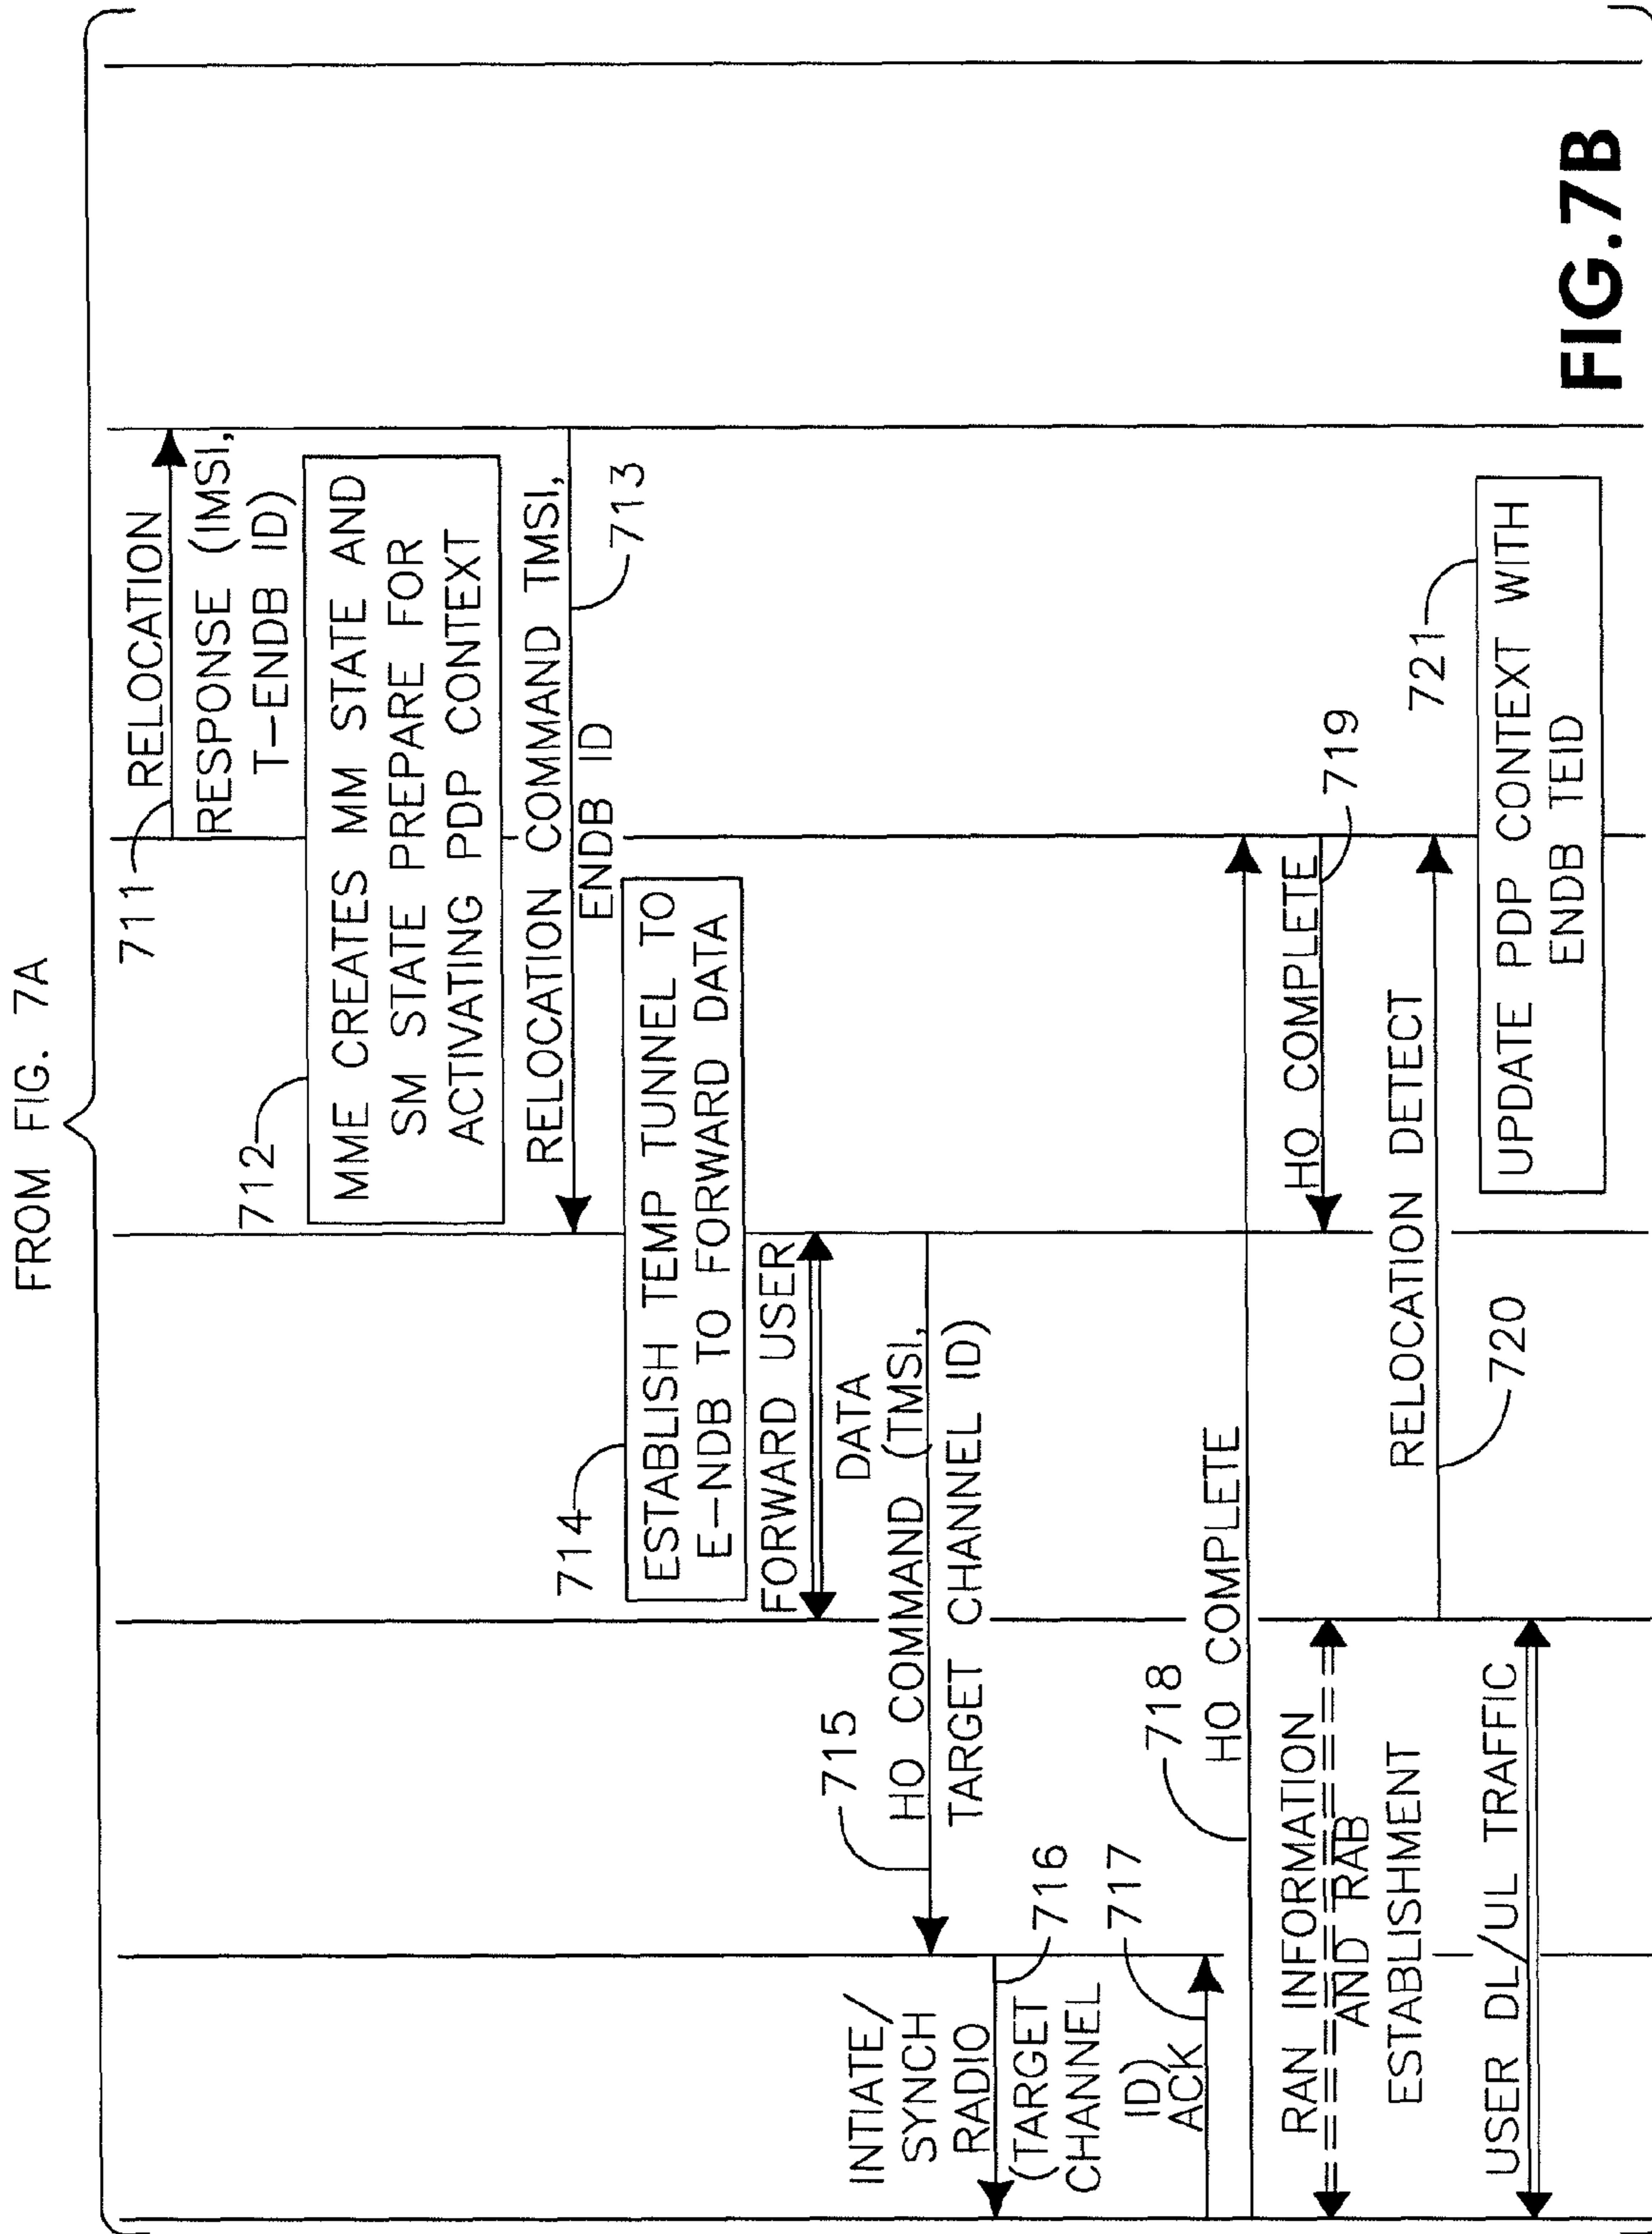 FROM FIG. 7A
711
RELOCATION
RESPONSE (IMSI,
T-ENDB ID)
712
MME CREATES MM STATE AND
SM STATE PREPARE FOR
ACTIVATING PDP CONTEXT
RELOCATION COMMAND TMSI,
ENDB ID
713
714
ESTABLISH TEMP TUNNEL TO
E-NDB TO FORWARD DATA
FORWARD USER
DATA
715
HO COMMAND (TMSI,
TARGET CHANNEL ID)
INTIATE/
SYNCH
RADIO
(TARGET
CHANNEL
ID)
716
717
ACK
718
HO COMPLETE
HO COMPLETE
719
RAN INFORMATION
AND RAB
ESTABLISHMENT
RELOCATION DETECT
720
USER DL/UL TRAFFIC
721
UPDATE PDP CONTEXT WITH
ENDB TEID
FIG.7B